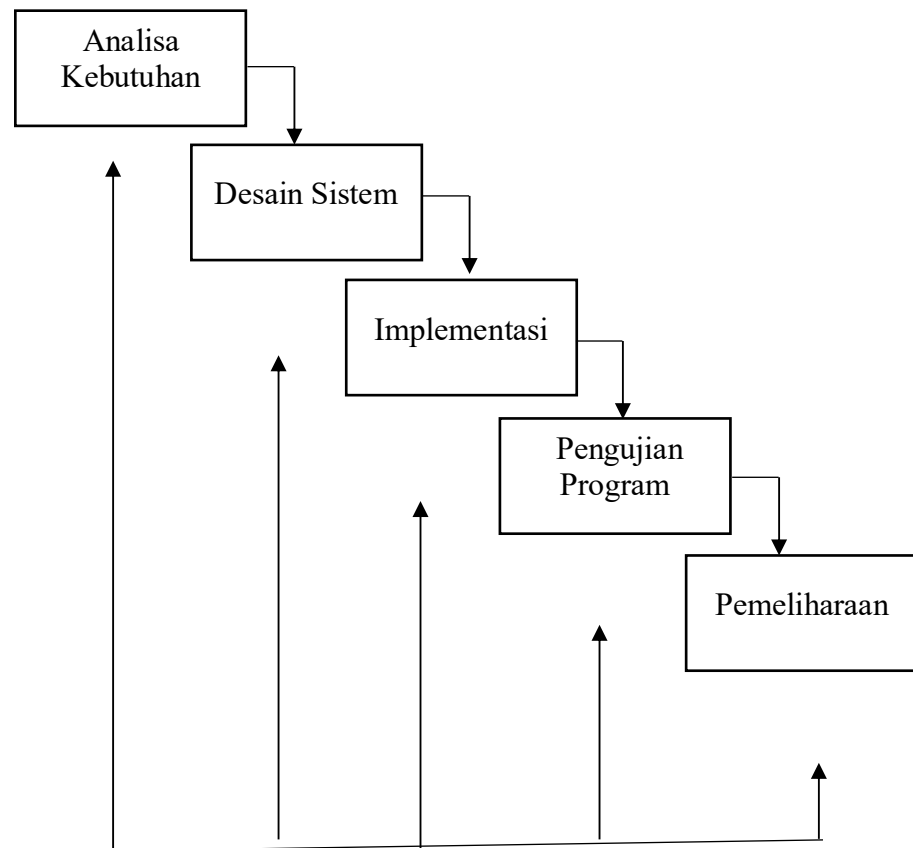 Analisa
Kebutuhan
Desain Sistem
Implementasi
Pengujian
Program
Pemeliharaan